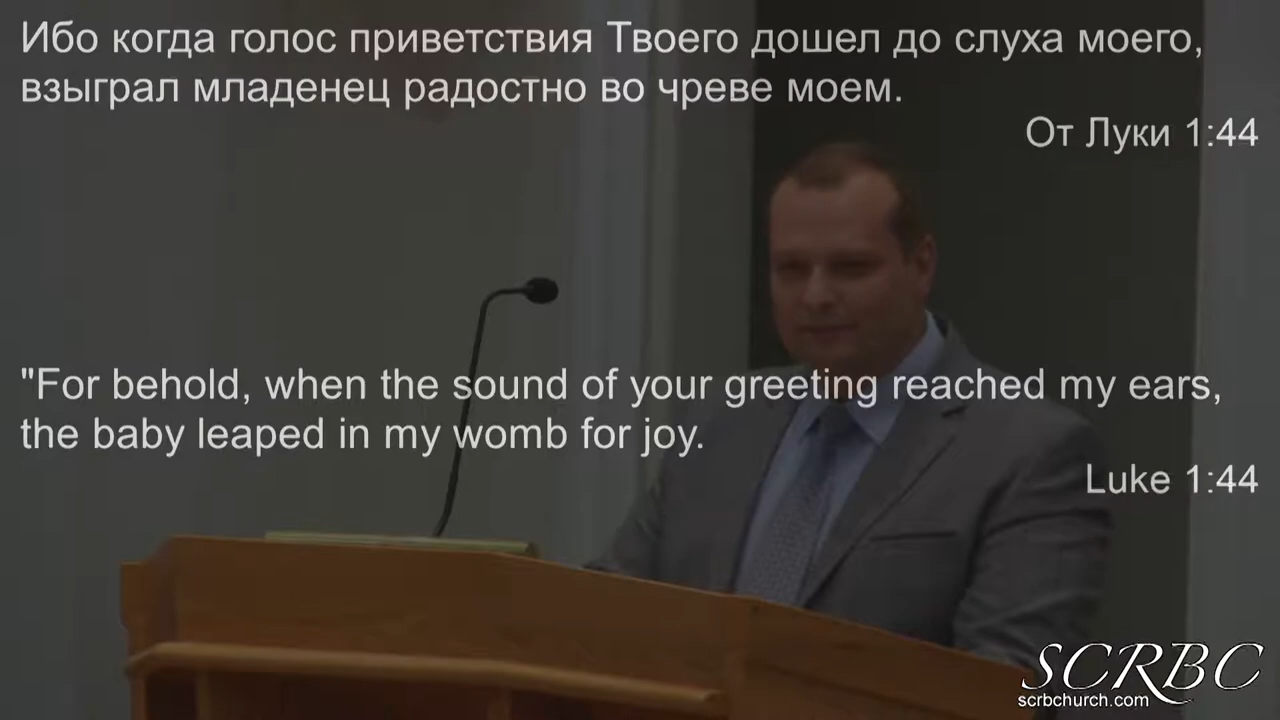 Ибо когда голос приветствия Твоего дошел до слуха моего,
взыграл младенец радостно во чреве моем.
От Луки 1:44
"For behold, when the sound of your greeting reached my ears,
the baby leaped in my womb for joy.
Luke 1:44
SCRBC
scrbchurch.com